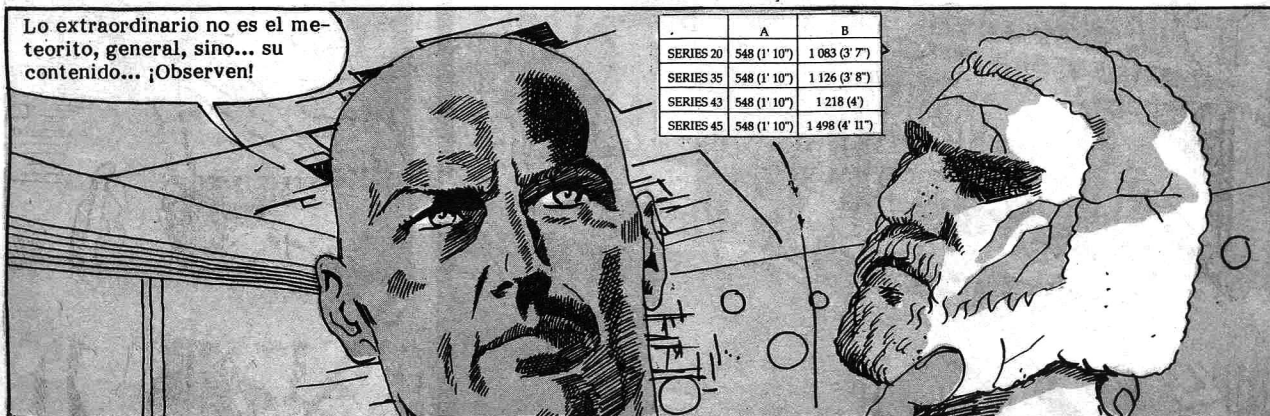 Lo extraordinario no es el me-
teorito, general, sino... su
contenido... ¡Observen!
A B
SERIES 20 548 (1' 10") 1 083 (3' 7")
SERIES 35 548 (1' 10") 1 126 (3' 8")
SERIES 43 548 (1' 10") 1 218 (4')
SERIES 45 548 (1' 10") 1 498 (4' 11")